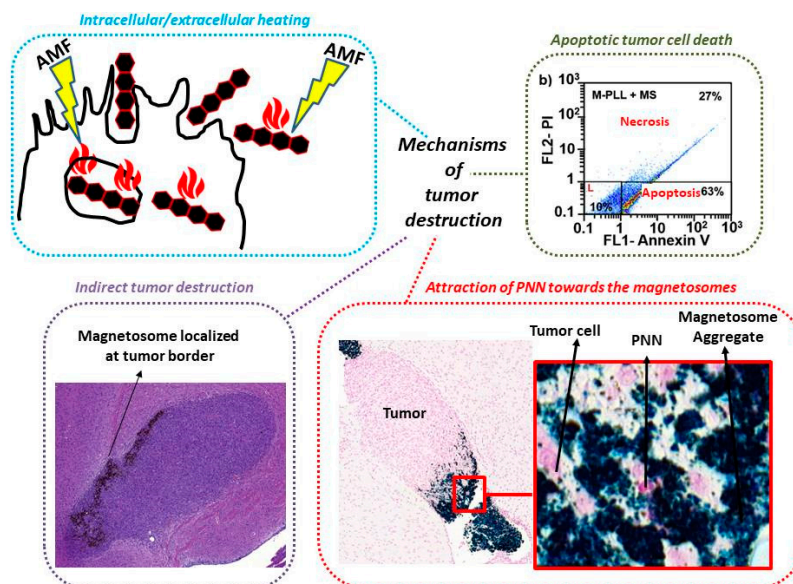 Intracellular/extracellular heating
AMF
AMF
Apoptotic tumor cell death
b)
M-PLL + MS
27%
Necrosis
L
Apoptosis
63%
10%
FL2- PI
10³
10²
10
1
0.1
0.1
1
10
10²
10³
FL1- Annexin V
Mechanisms
of
tumor
destruction
Indirect tumor destruction
Magnetosome localized
at tumor border
Attraction of PNN towards the magnetosomes
Tumor
Tumor cell
PNN
Magnetosome
Aggregate